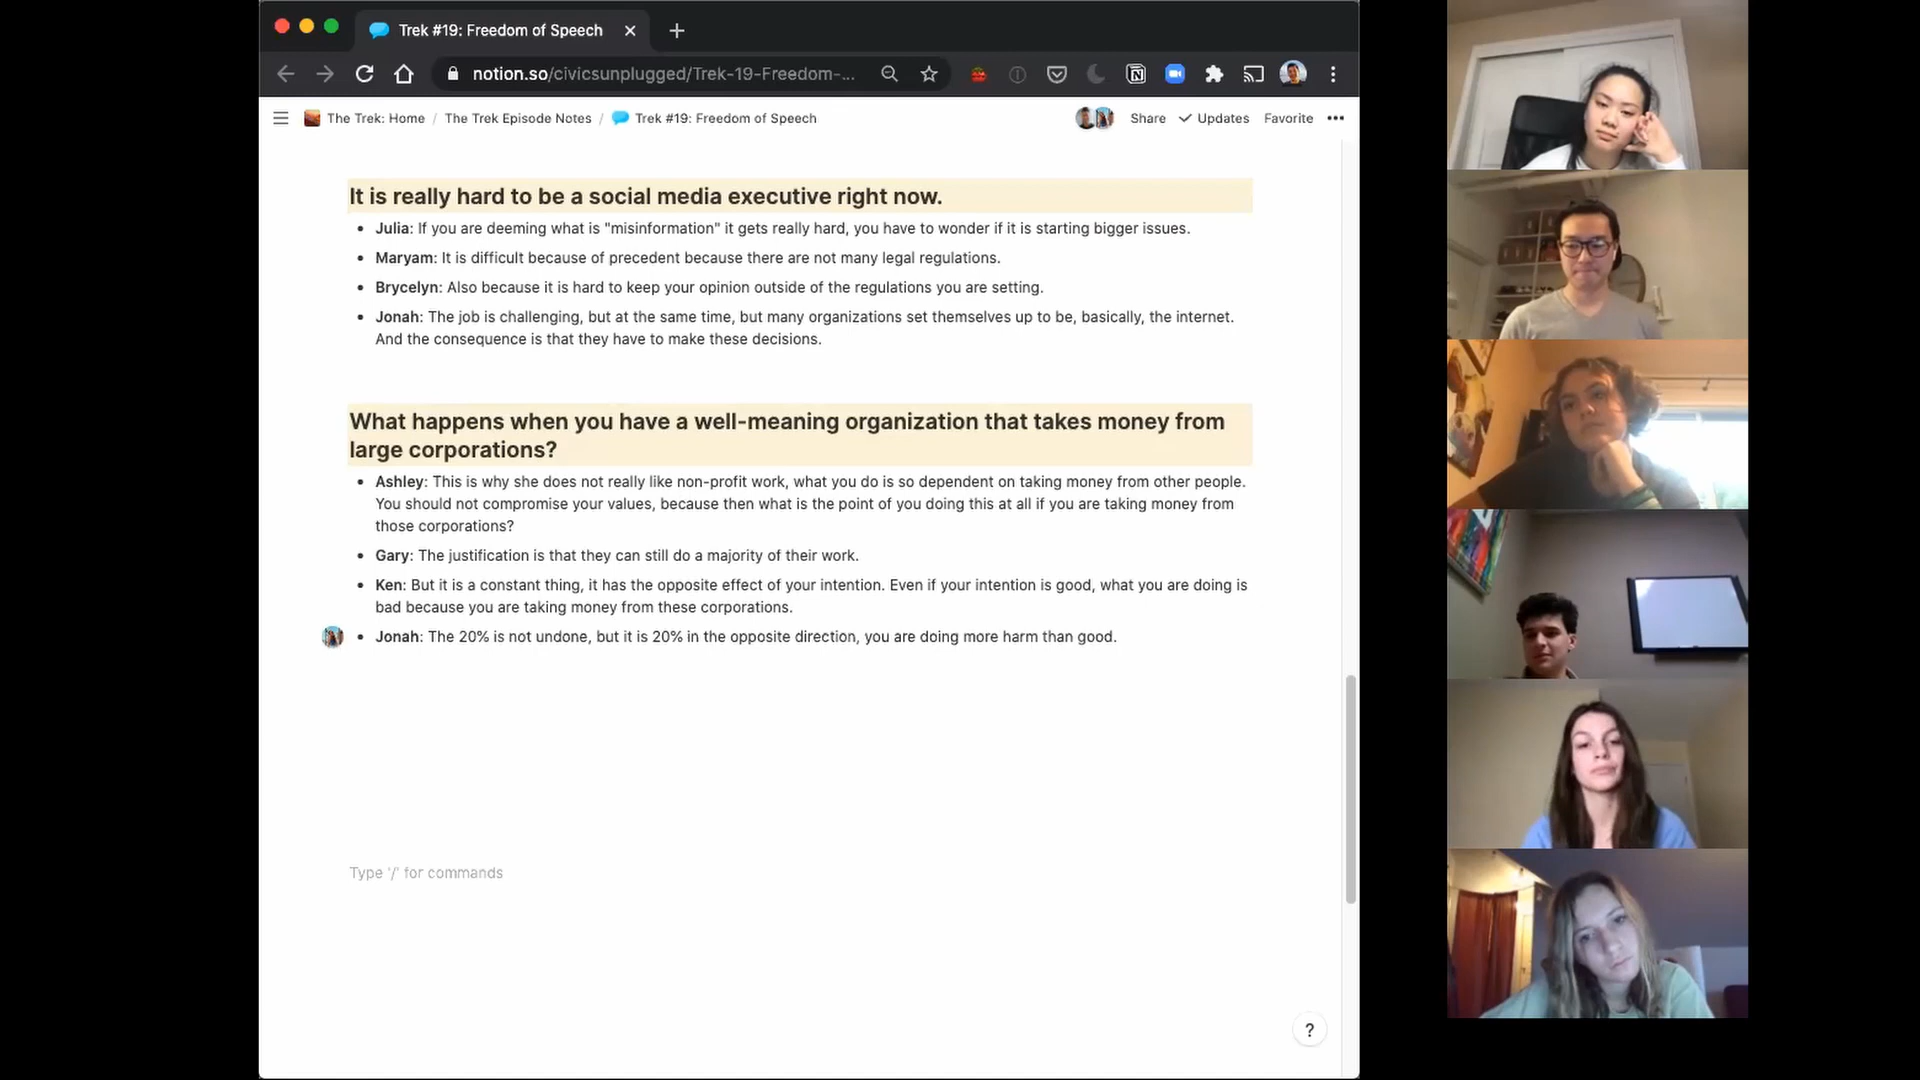 Trek #19: Freedom of Speech
notion.so/civicsunplugged/Trek-19-Freedom-...
The Trek: Home / The Trek Episode Notes / Trek #19: Freedom of Speech
Share Updates Favorite
It is really hard to be a social media executive right now.
Julia: If you are deeming what is "misinformation" it gets really hard, you have to wonder if it is starting bigger issues.
Maryam: It is difficult because of precedent because there are not many legal regulations.
Brycelyn: Also because it is hard to keep your opinion outside of the regulations you are setting.
Jonah: The job is challenging, but at the same time, but many organizations set themselves up to be, basically, the internet.
And the consequence is that they have to make these decisions.
What happens when you have a well-meaning organization that takes money from
large corporations?
Ashley: This is why she does not really like non-profit work, what you do is so dependent on taking money from other people.
You should not compromise your values, because then what is the point of you doing this at all if you are taking money from
those corporations?
Gary: The justification is that they can still do a majority of their work.
Ken: But it is a constant thing, it has the opposite effect of your intention. Even if your intention is good, what you are doing is
bad because you are taking money from these corporations.
Jonah: The 20% is not undone, but it is 20% in the opposite direction, you are doing more harm than good.
Type '/' for commands
?